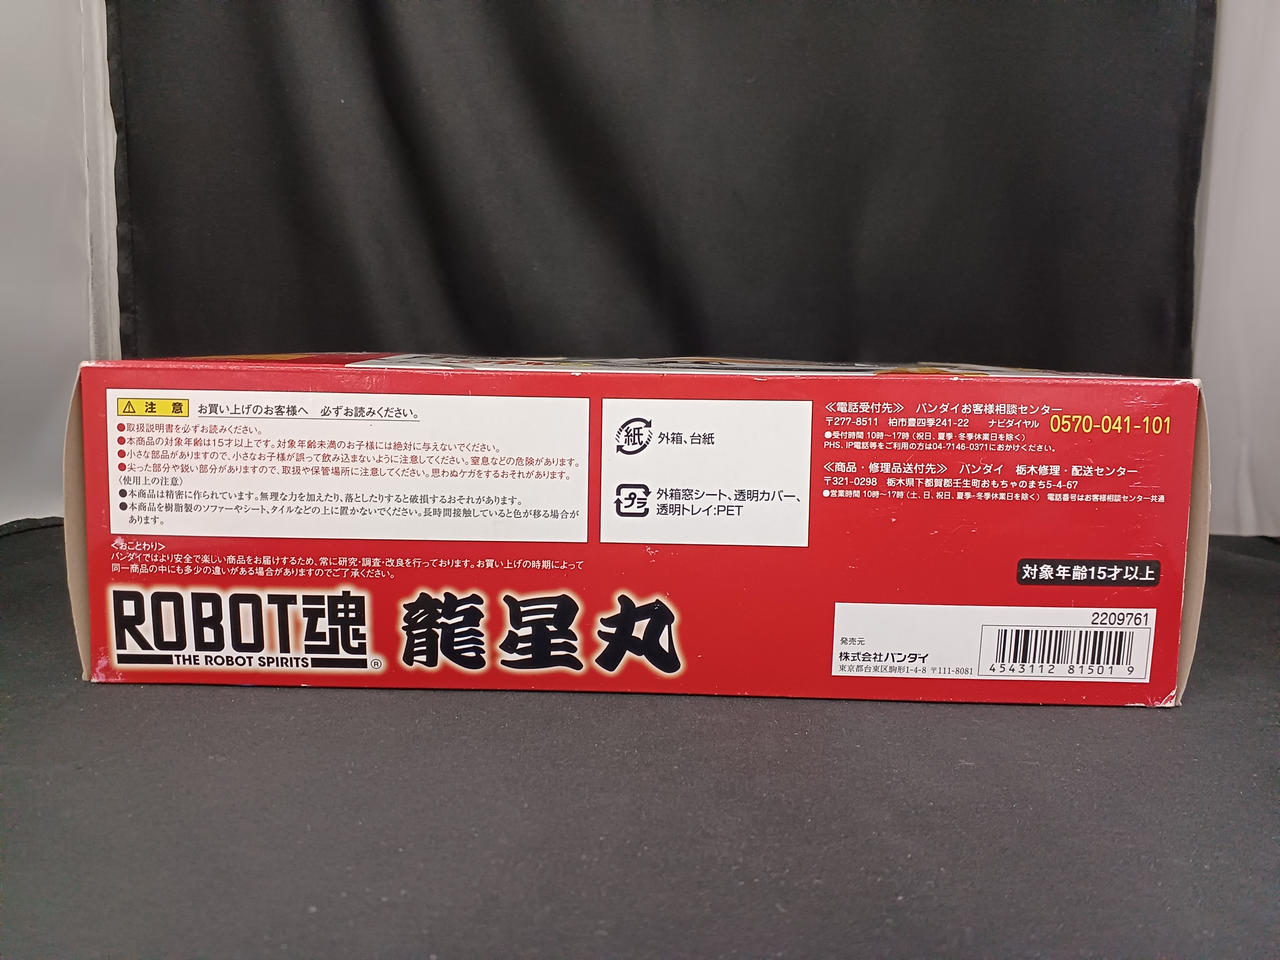 注意 お買い上げのお客様へ 必ずお読みください。
●取扱説明書を必ずお読みください。
●本商品の対象年齢は15才以上です。対象年齢未満のお子様には絶対に与えないでください。
●小さな部品がありますので、小さなお子様が誤って飲み込まないように注意してください。窒息などの危険があります。
●尖った部分や鋭い部分がありますので、取扱や保管場所に注意してください。思わぬケガをするおそれがあります。
〈使用上の注意〉
●本商品は精密に作られています。無理な力を加えたり、落としたりすると破損するおそれがあります。
●本商品を樹脂製のソファーやシート、タイルなどの上に置かないでください。長時間接触していると色が移る場合が
あります。
<おことわり>
バンダイではより安全で楽しい商品をお届けするため、常に研究・調査・改良を行っております。お買い上げの時期によって
同一商品の中にも多少の違いがある場合がありますのでご了承ください。
ROBOT魂
THE ROBOT SPIRITS
®
龍星丸
紙 外箱、台紙
プラ 外箱窓シート、透明カバー、
透明トレイ:PET
≪電話受付先≫ バンダイお客様相談センター
〒277-8511 柏市豊四季241-22 ナビダイヤル 0570-041-101
●受付時間 10時~17時(祝日、夏季・冬季休業日を除く)
PHS、IP電話等をご利用の方は04-7146-0371におかけください。
≪商品・修理品送付先≫ バンダイ 栃木修理・配送センター
〒321-0298 栃木県下都賀郡壬生町おもちゃのまち5-4-67
●営業時間 10時~17時(土、日、祝日、夏季・冬季休業日を除く) 電話番号はお客様相談センター共通
対象年齢15才以上
2209761
発売元
株式会社バンダイ
東京都台東区駒形1-4-8 〒111-8081
4543112 81501 9